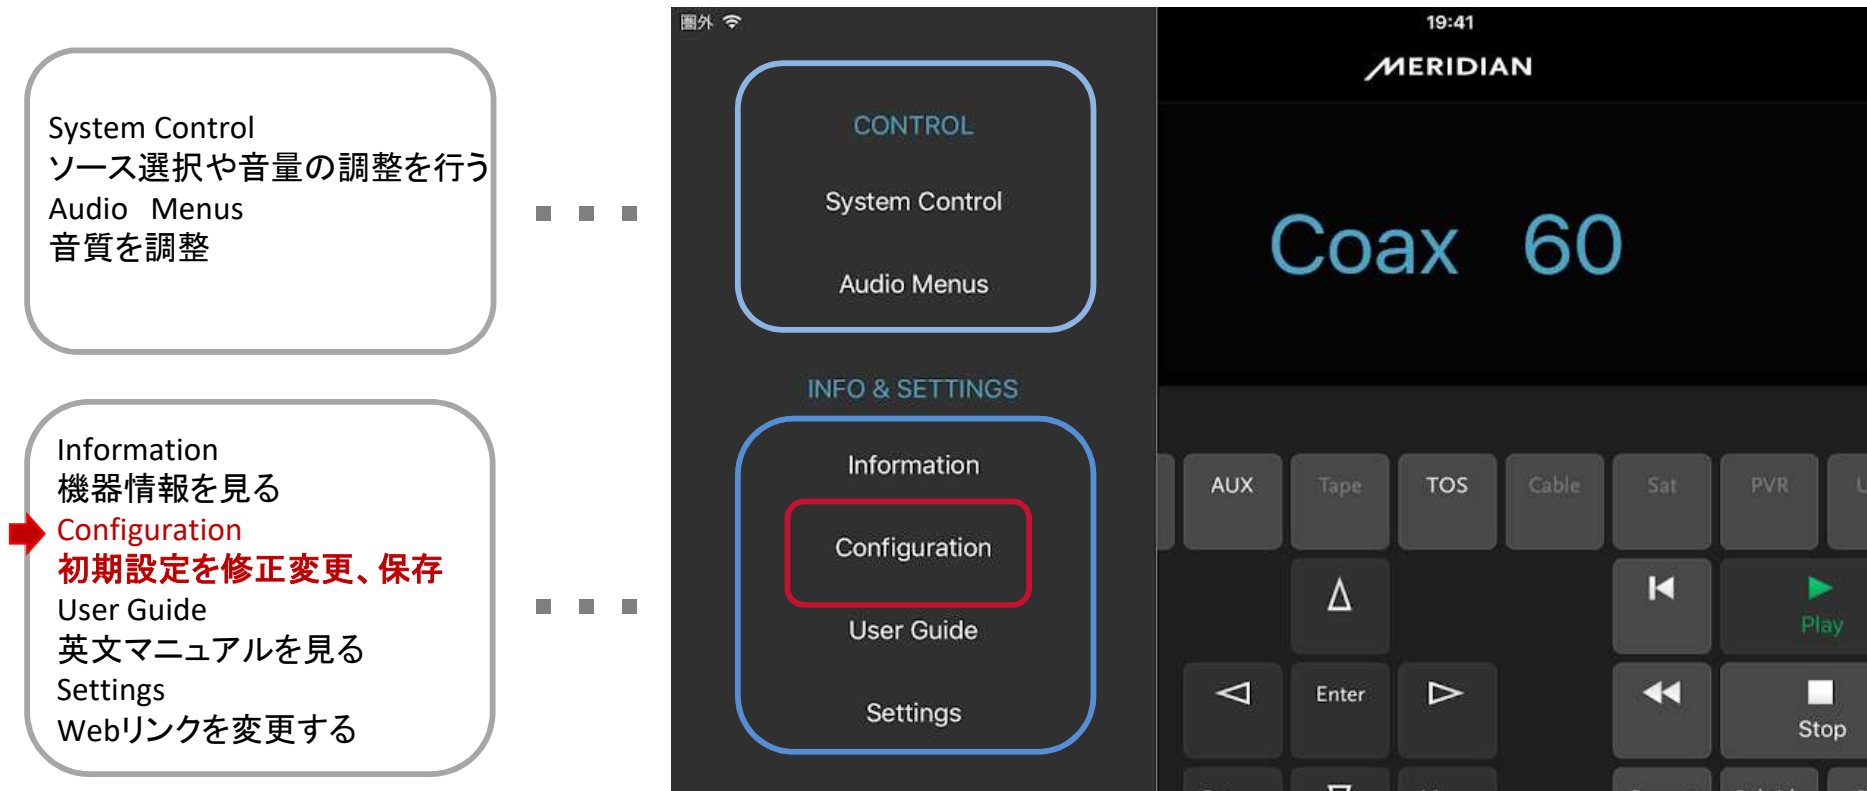 System Control
ソース選択や音量の調整を行う
Audio Menus
音質を調整
Information
機器情報を見る
Configuration
初期設定を修正変更、保存
User Guide
英文マニュアルを見る
Settings
Webリンクを変更する
圏外
19:41
MERIDIAN
CONTROL
System Control
Audio Menus
INFO & SETTINGS
Information
Configuration
User Guide
Settings
Coax 60
AUX
Tape
TOS
Cable
Sat
PVR
Play
Enter
Stop